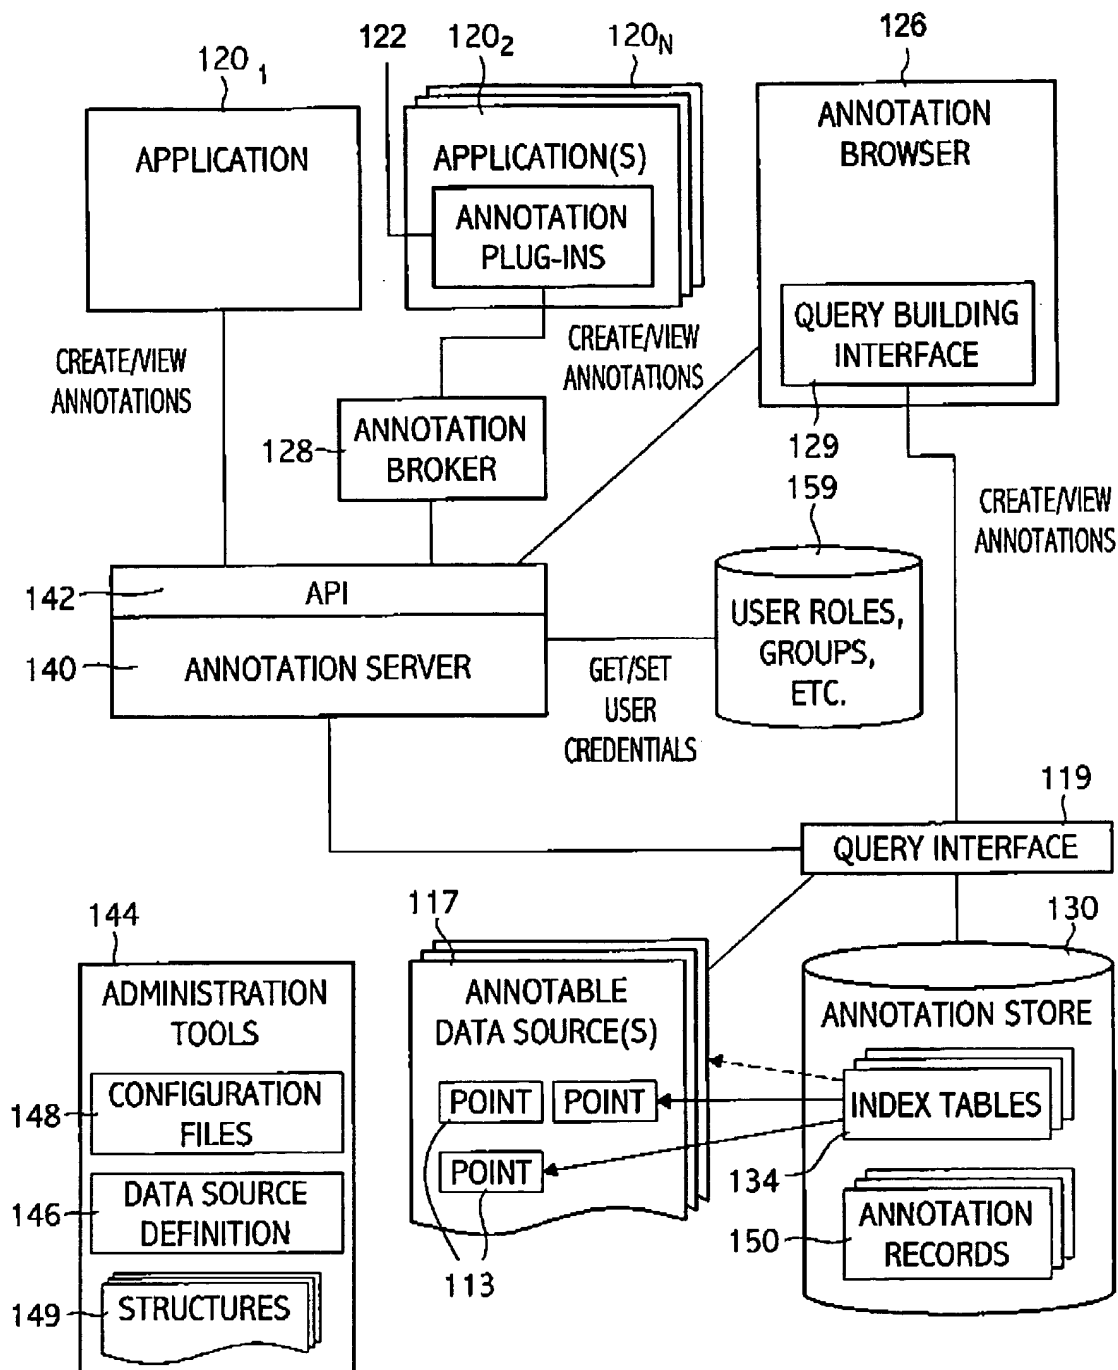 122
120₂
120N
126
120₁
APPLICATION
APPLICATION(S)
ANNOTATION
PLUG-INS
ANNOTATION
BROWSER
QUERY BUILDING
INTERFACE
CREATE/VIEW
ANNOTATIONS
CREATE/VIEW
ANNOTATIONS
128
ANNOTATION
BROKER
129
159
CREATE/VIEW
ANNOTATIONS
142
API
140
ANNOTATION SERVER
GET/SET
USER
CREDENTIALS
USER ROLES,
GROUPS,
ETC.
119
QUERY INTERFACE
144
ADMINISTRATION
TOOLS
148
CONFIGURATION
FILES
146
DATA SOURCE
DEFINITION
149
STRUCTURES
117
ANNOTABLE
DATA SOURCE(S)
POINT
POINT
POINT
113
130
ANNOTATION STORE
INDEX TABLES
134
150
ANNOTATION
RECORDS